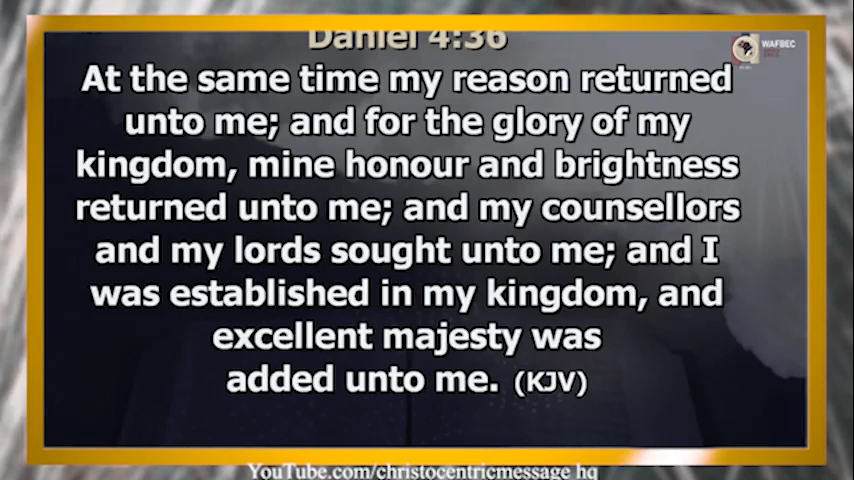 Daniel 4:36
At the same time my reason returned
unto me; and for the glory of my
kingdom, mine honour and brightness
returned unto me; and my counsellors
and my lords sought unto me; and I
was established in my kingdom, and
excellent majesty was
added unto me. (KJV)
WAFBEC
YouTube.com/christocentricmessage hq